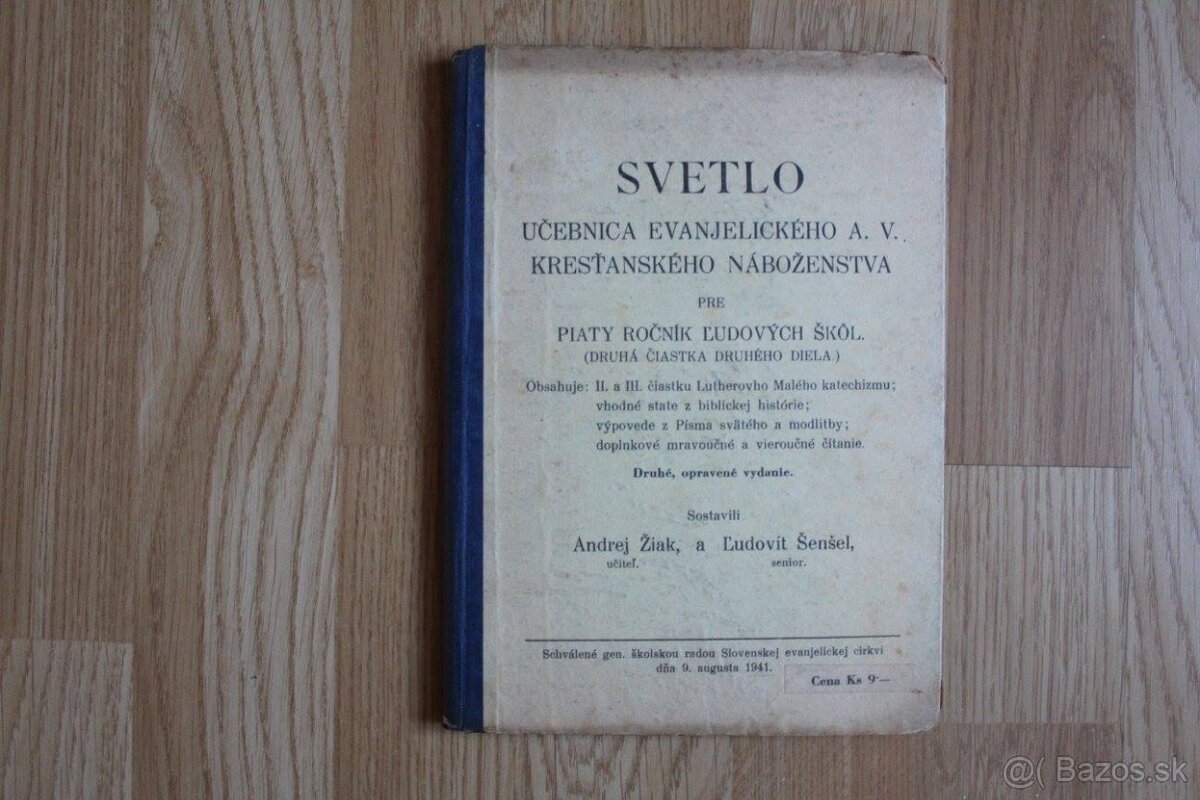 SVETLO
UČEBNICA EVANJELICKÉHO A. V.
KRESŤANSKÉHO NÁBOŽENSTVA
PRE
PIATY ROČNÍK ĽUDOVÝCH ŠKÔL.
(DRUHÁ ČIASTKA DRUHÉHO DIELA.)
Obsahuje: II. a III. čiastku Lutherovho Malého katechizmu;
vhodné state z biblickej histórie;
výpovede z Písma svätého a modlitby;
doplnkové mravoučné a vieroučné čítanie.
Druhé, opravené vydanie.
Sostavili
Andrej Žiak, a Ľudovít Šenšel,
učiteľ. senior.
Schválené gen. školskou radou Slovenskej evanjelickej cirkvi
dňa 9. augusta 1941.
Cena Ks 9·—
@( Bazos.sk